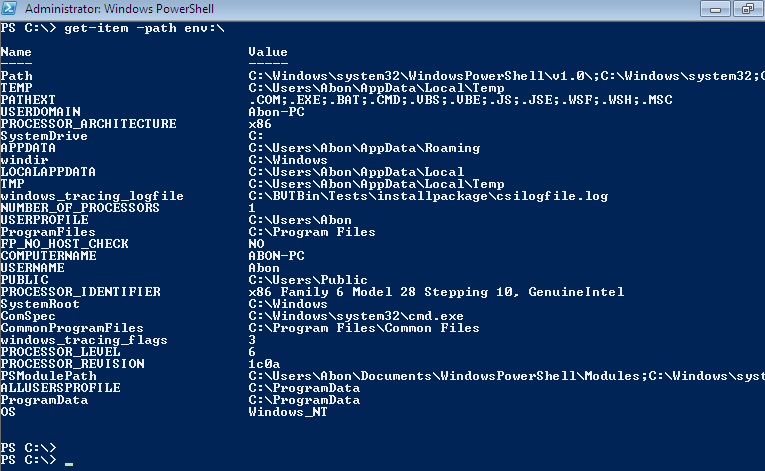 Administrator: Windows PowerShell
PS C:\> get-item -path env:\
Name Value
---- -----
Path C:\Windows\system32\WindowsPowerShell\v1.0\;C:\Windows\system32;C
TEMP C:\Users\Abon\AppData\Local\Temp
PATHEXT .COM;.EXE;.BAT;.CMD;.VBS;.VBE;.JS;.JSE;.WSF;.WSH;.MSC
USERDOMAIN Abon-PC
PROCESSOR_ARCHITECTURE x86
SystemDrive C:
APPDATA C:\Users\Abon\AppData\Roaming
windir C:\Windows
LOCALAPPDATA C:\Users\Abon\AppData\Local
TMP C:\Users\Abon\AppData\Local\Temp
windows_tracing_logfile C:\BVTBin\Tests\installpackage\csilogfile.log
NUMBER_OF_PROCESSORS 1
USERPROFILE C:\Users\Abon
ProgramFiles C:\Program Files
FP_NO_HOST_CHECK NO
COMPUTERNAME ABON-PC
USERNAME Abon
PUBLIC C:\Users\Public
PROCESSOR_IDENTIFIER x86 Family 6 Model 28 Stepping 10, GenuineIntel
SystemRoot C:\Windows
ComSpec C:\Windows\system32\cmd.exe
CommonProgramFiles C:\Program Files\Common Files
windows_tracing_flags 3
PROCESSOR_LEVEL 6
PROCESSOR_REVISION 1c0a
PSModulePath C:\Users\Abon\Documents\WindowsPowerShell\Modules;C:\Windows\syst
ALLUSERSPROFILE C:\ProgramData
ProgramData C:\ProgramData
OS Windows_NT
PS C:\>
PS C:\> _